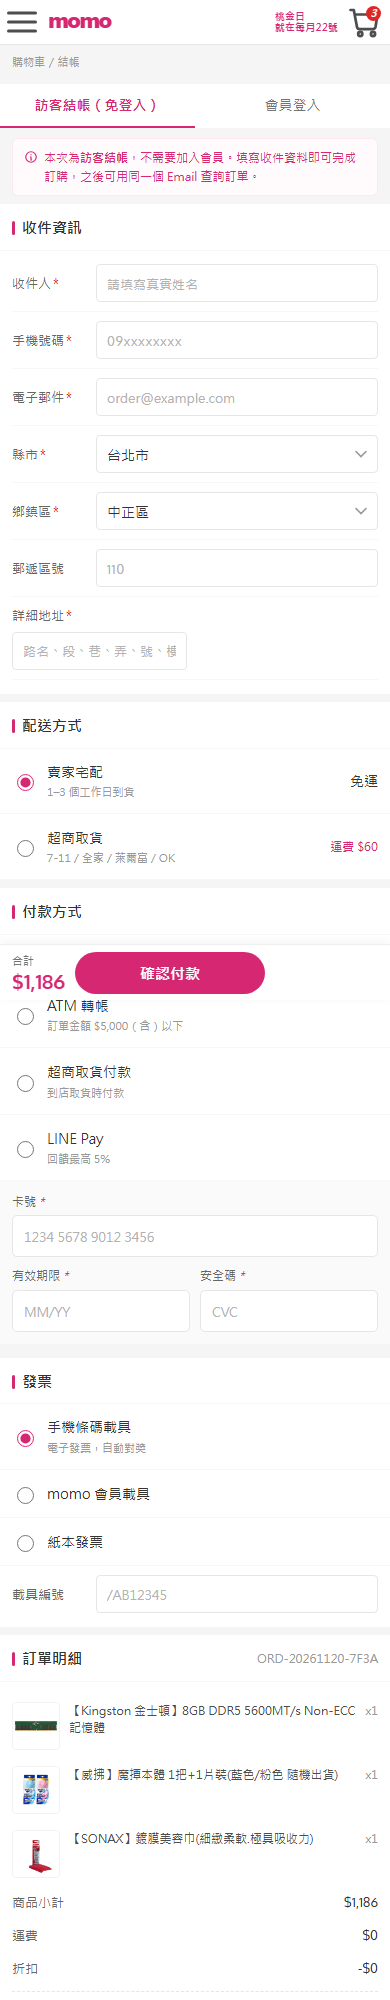 momo
桃金日
就在每月22號
3
購物車 / 結帳
訪客結帳（免登入）
會員登入
本次為訪客結帳，不需要加入會員。填寫收件資料即可完成
訂購，之後可用同一個 Email 查詢訂單。
收件資訊
收件人*
請填寫真實姓名
手機號碼*
09xxxxxxxx
電子郵件*
order@example.com
縣市*
台北市
鄉鎮區*
中正區
郵遞區號
110
詳細地址*
路名、段、巷、弄、號、樓
配送方式
賣家宅配
1–3 個工作日到貨
免運
超商取貨
7-11 / 全家 / 萊爾富 / OK
運費 $60
付款方式
合計
$1,186
確認付款
ATM 轉帳
訂單金額 $5,000（含）以下
超商取貨付款
到店取貨時付款
LINE Pay
回饋最高 5%
卡號 *
1234 5678 9012 3456
有效期限 *
安全碼 *
MM/YY
CVC
發票
手機條碼載具
電子發票，自動對獎
momo 會員載具
紙本發票
載具編號
/AB12345
訂單明細
ORD-20261120-7F3A
【Kingston 金士頓】8GB DDR5 5600MT/s Non-ECC
記憶體
x1
【威拂】魔撣本體 1把+1片裝(藍色/粉色 隨機出貨)
x1
【SONAX】鍍膜美容巾(細緻柔軟.極具吸收力)
x1
商品小計
$1,186
運費
$0
折扣
-$0